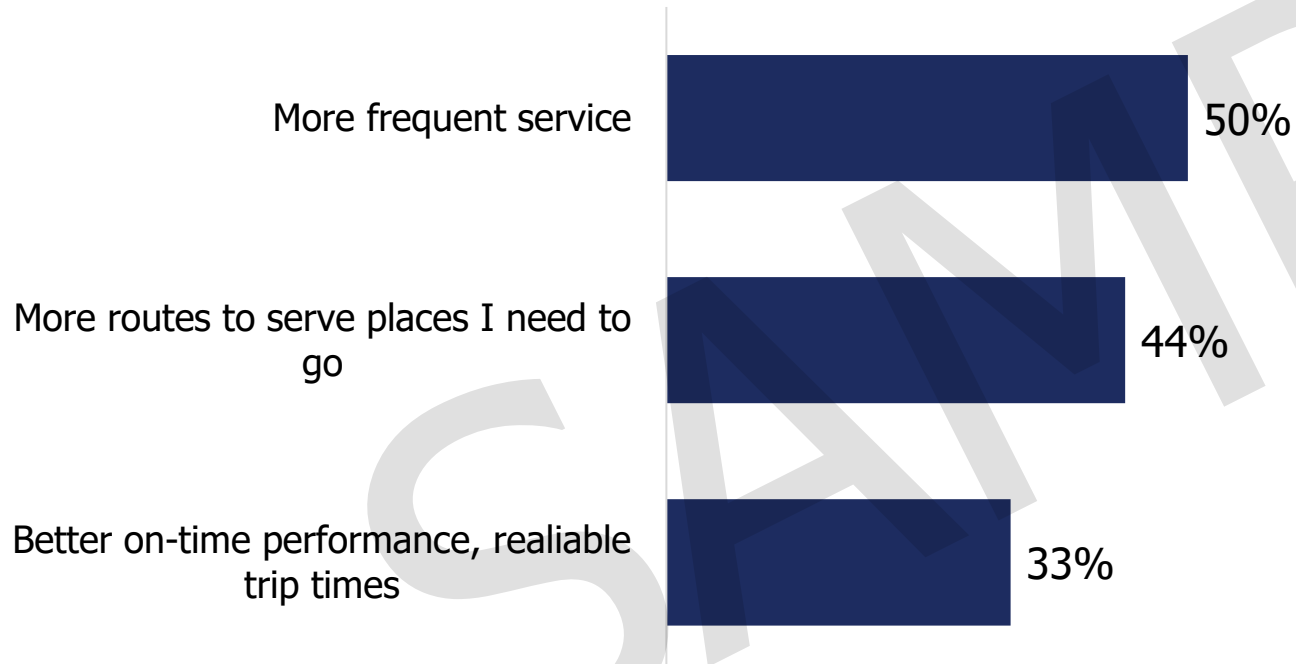 More frequent service
50%
More routes to serve places I need to
go
44%
Better on-time performance, realiable
trip times
33%
SAM